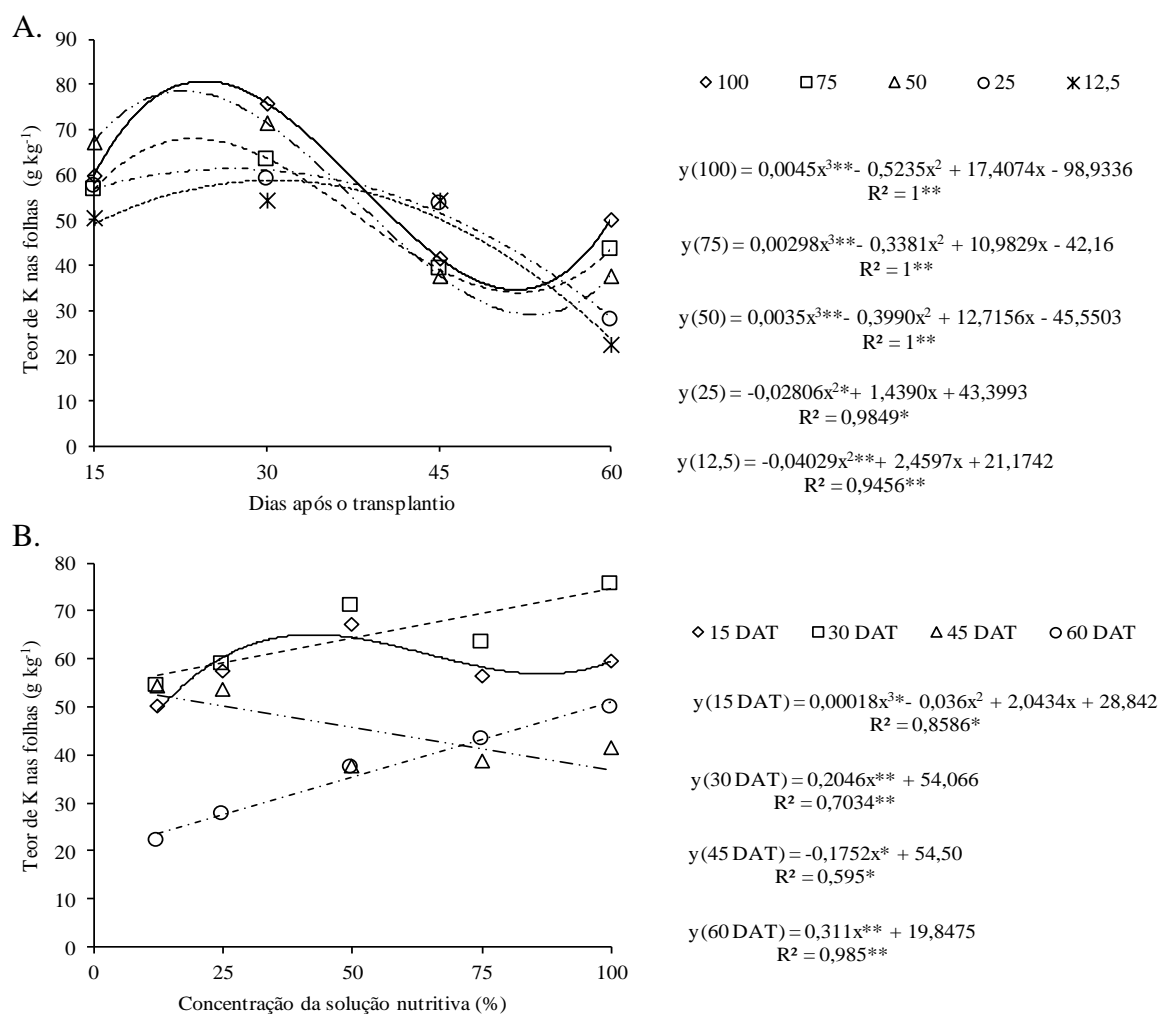 A.
Teor de K nas folhas (g kg⁻¹)
90
80
70
60
50
40
30
20
10
0
15
30
45
60
Dias após o transplantio
100
75
50
25
12,5
y(100) = 0,0045x³**- 0,5235x² + 17,4074x - 98,9336
R² = 1**
y(75) = 0,00298x³**- 0,3381x² + 10,9829x - 42,16
R² = 1**
y(50) = 0,0035x³**- 0,3990x² + 12,7156x - 45,5503
R² = 1**
y(25) = -0,02806x²*+ 1,4390x + 43,3993
R² = 0,9849*
y(12,5) = -0,04029x²**+ 2,4597x + 21,1742
R² = 0,9456**
B.
Teor de K nas folhas (g kg⁻¹)
80
70
60
50
40
30
20
10
0
0
25
50
75
100
Concentração da solução nutritiva (%)
15 DAT
30 DAT
45 DAT
60 DAT
y(15 DAT) = 0,00018x³*- 0,036x² + 2,0434x + 28,842
R² = 0,8586*
y(30 DAT) = 0,2046x** + 54,066
R² = 0,7034**
y(45 DAT) = -0,1752x* + 54,50
R² = 0,595*
y(60 DAT) = 0,311x** + 19,8475
R² = 0,985**